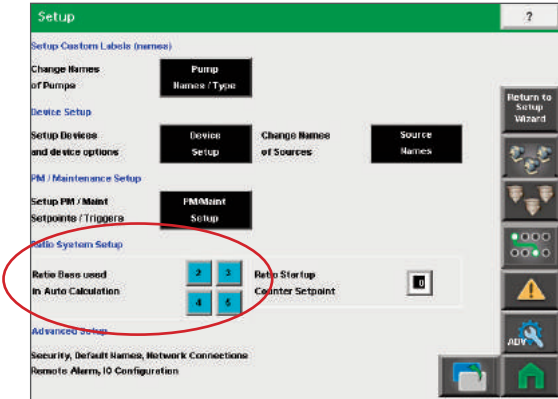 Setup
?
Setup Custom Labels (names)
Change Names
of Pumps
Pump
Names / Type
Device Setup
Setup Devices
and device options
Device
Setup
Change Names
of Sources
Source
Names
PM / Maintenance Setup
Setup PM / Maint
Setpoints / Triggers
PM/Maint
Setup
Ratio System Setup
Ratio Base used
in Auto Calculation
2 3
4 5
Ratio Startup
Counter Setpoint
0
Advanced Setup
Security, Default Names, Network Connections
Remote Alarm, IO Configuration
Return to
Setup
Wizard
ADV